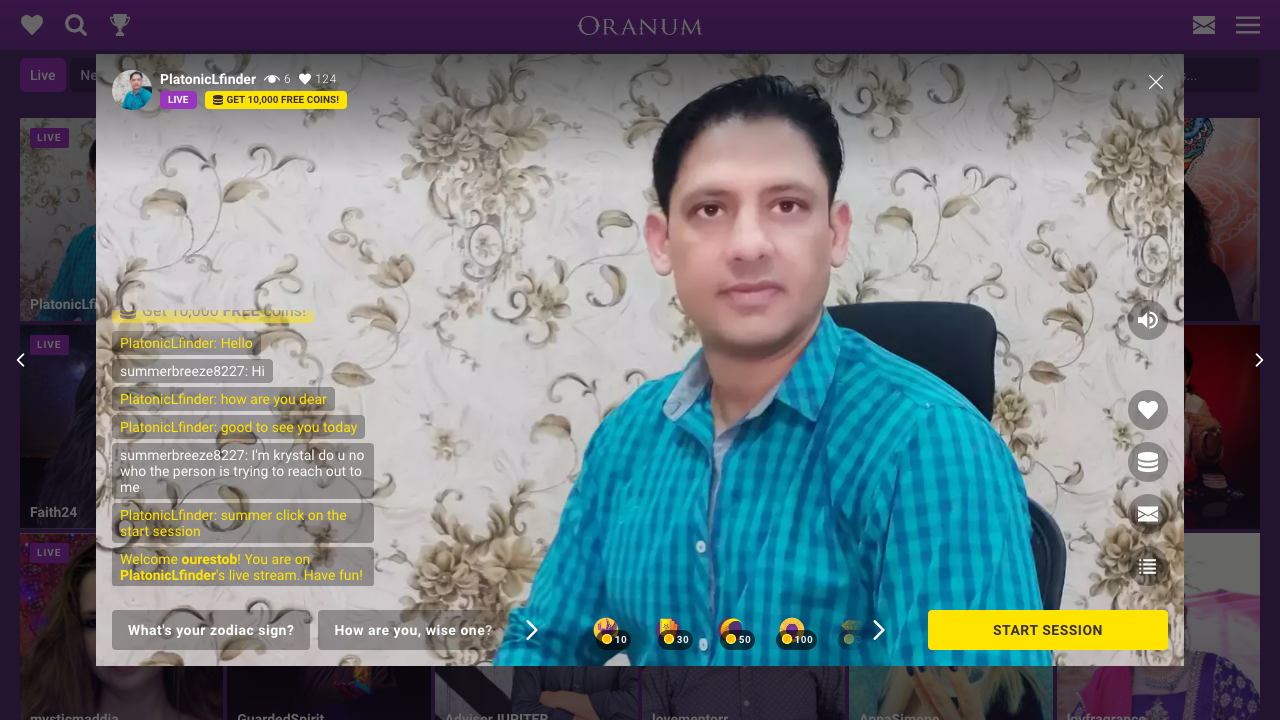 ORANUM
Live
Ne
s...
PlatonicLfinder 6 124
LIVE GET 10,000 FREE COINS!
LIVE
PlatonicLfi
Get 10,000 FREE coins!
PlatonicLfinder: Hello
summerbreeze8227: Hi
LIVE
PlatonicLfinder: how are you dear
PlatonicLfinder: good to see you today
summerbreeze8227: I'm krystal do u no
who the person is trying to reach out to
me
Faith24
PlatonicLfinder: summer click on the
start session
LIVE
Welcome ourestob! You are on
PlatonicLfinder's live stream. Have fun!
What's your zodiac sign?
How are you, wise one?
10
30
50
100
START SESSION
mysticmaddia
GuardedSpirit
Advisor JUPITER
lovementorr
AnnaSimone
Joyfragrance